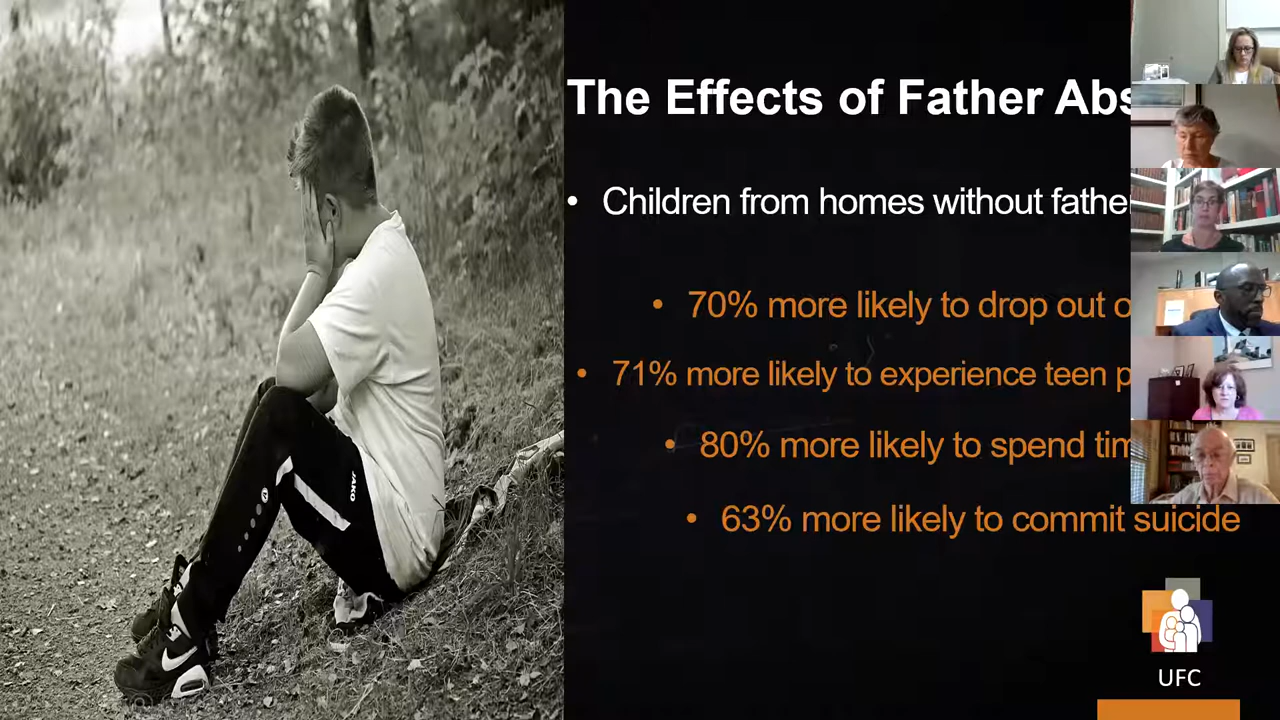 The Effects of Father Abs
• Children from homes without fathe
• 70% more likely to drop out o
• 71% more likely to experience teen p
• 80% more likely to spend tim
• 63% more likely to commit suicide
JAKO
UFC